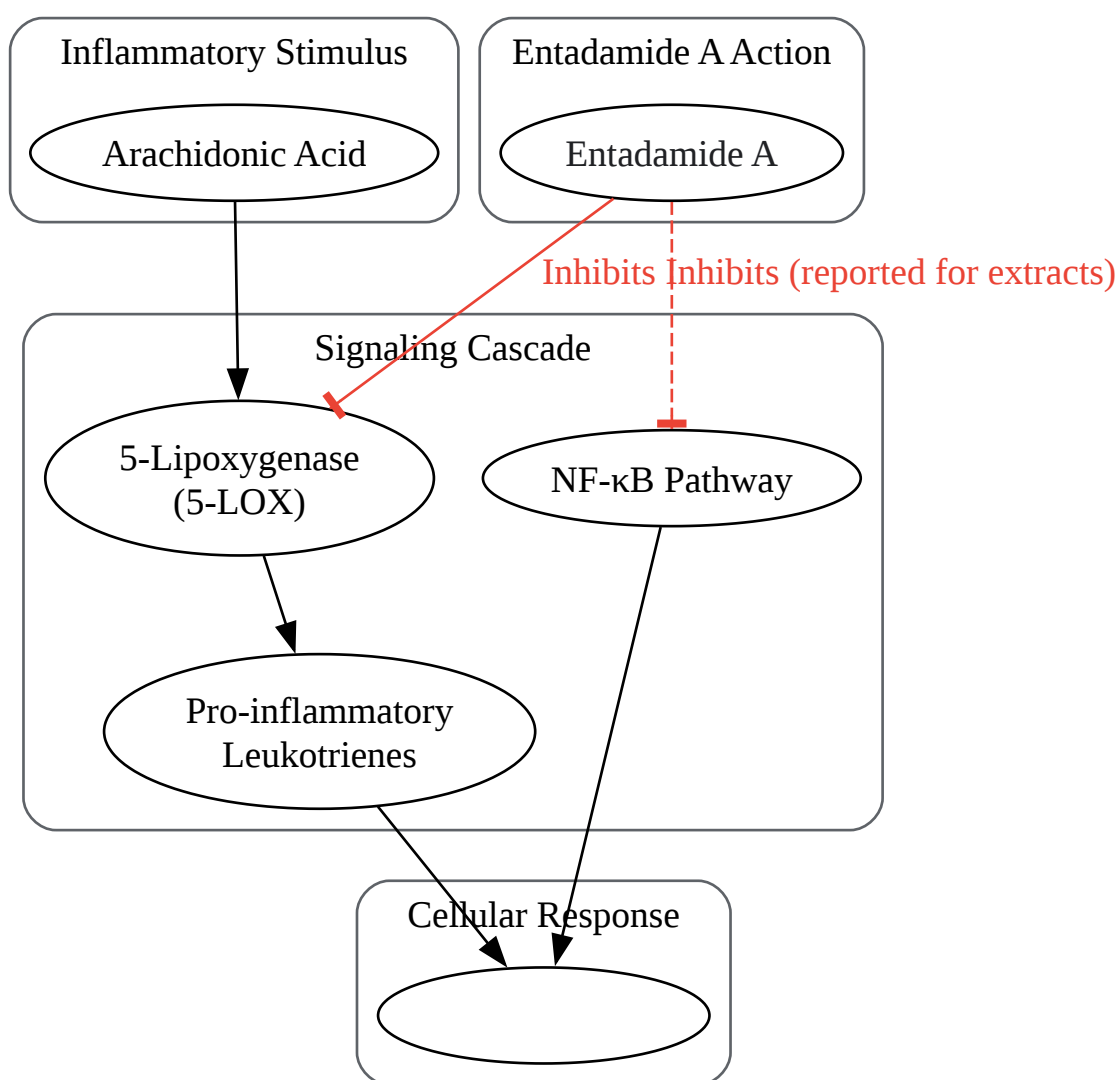 Inflammatory Stimulus
Entadamide A Action
Arachidonic Acid
Entadamide A
Inhibits
Inhibits (reported for extracts)
Signaling Cascade
5-Lipoxygenase
(5-LOX)
NF-κB Pathway
Pro-inflammatory
Leukotrienes
Cellular Response